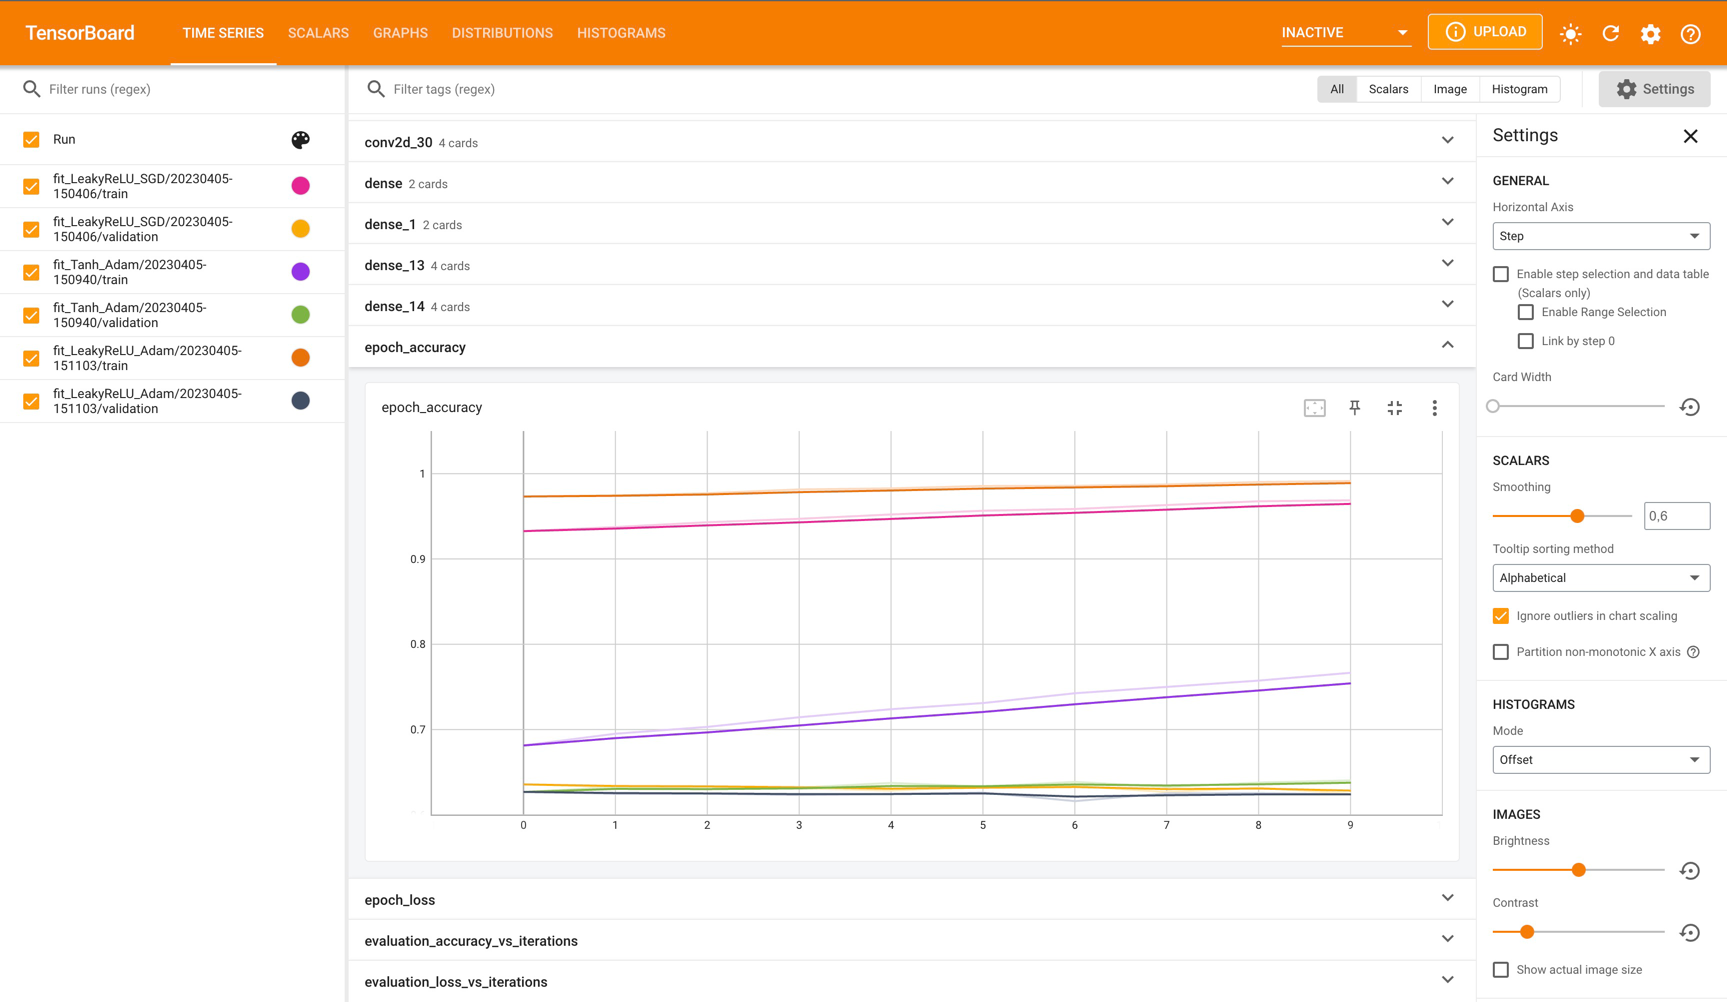 TensorBoard
TIME SERIES
SCALARS
GRAPHS
DISTRIBUTIONS
HISTOGRAMS
INACTIVE
UPLOAD
Filter runs (regex)
Run
fit_LeakyReLU_SGD/20230405-
150406/train
fit_LeakyReLU_SGD/20230405-
150406/validation
fit_Tanh_Adam/20230405-
150940/train
fit_Tanh_Adam/20230405-
150940/validation
fit_LeakyReLU_Adam/20230405-
151103/train
fit_LeakyReLU_Adam/20230405-
151103/validation
Filter tags (regex)
All
Scalars
Image
Histogram
Settings
conv2d_30 4 cards
dense 2 cards
dense_1 2 cards
dense_13 4 cards
dense_14 4 cards
epoch_accuracy
epoch_accuracy
1
0.9
0.8
0.7
0 1 2 3 4 5 6 7 8 9
epoch_loss
evaluation_accuracy_vs_iterations
evaluation_loss_vs_iterations
Settings
GENERAL
Horizontal Axis
Step
Enable step selection and data table
(Scalars only)
Enable Range Selection
Link by step 0
Card Width
SCALARS
Smoothing
0,6
Tooltip sorting method
Alphabetical
Ignore outliers in chart scaling
Partition non-monotonic X axis
HISTOGRAMS
Mode
Offset
IMAGES
Brightness
Contrast
Show actual image size